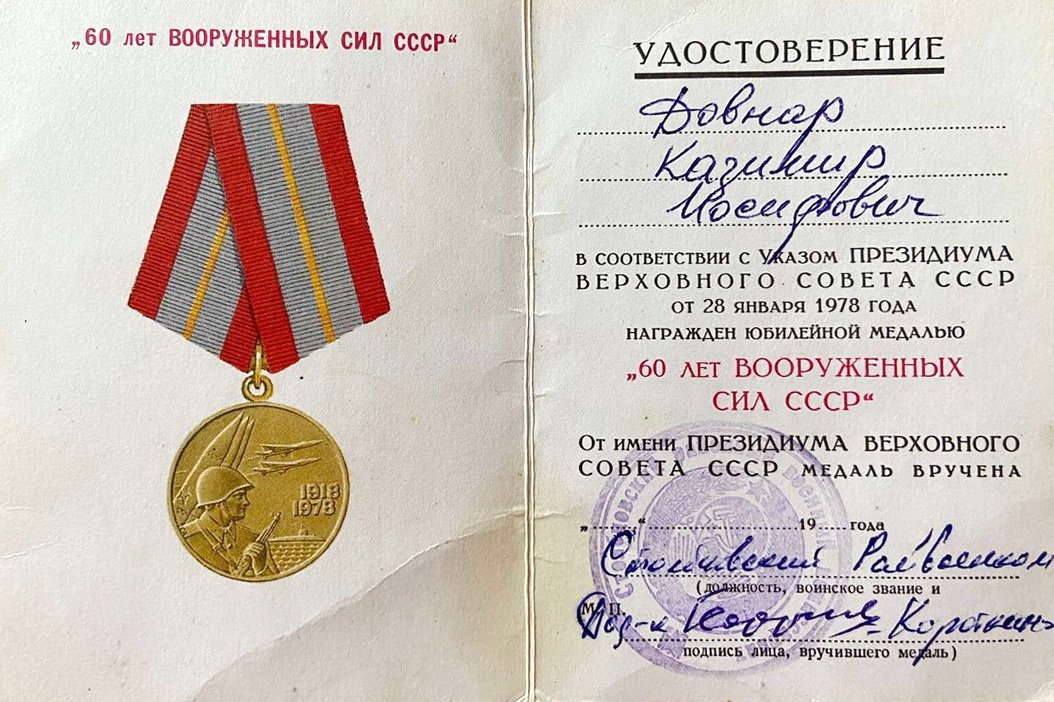 „60 лет ВООРУЖЕННЫХ СИЛ СССР“
1918
1978
УДОСТОВЕРЕНИЕ
Довнар
Казимир
Иосифович
В СООТВЕТСТВИИ С УКАЗОМ ПРЕЗИДИУМА
ВЕРХОВНОГО СОВЕТА СССР
ОТ 28 ЯНВАРЯ 1978 ГОДА
НАГРАЖДЕН ЮБИЛЕЙНОЙ МЕДАЛЬЮ
„60 ЛЕТ ВООРУЖЕННЫХ
СИЛ СССР“
ОТ ИМЕНИ ПРЕЗИДИУМА ВЕРХОВНОГО
СОВЕТА СССР МЕДАЛЬ ВРУЧЕНА
„......“....................19.....года
Райвоенком
(должность, воинское звание и
М. П.
подпись лица, вручившего медаль)